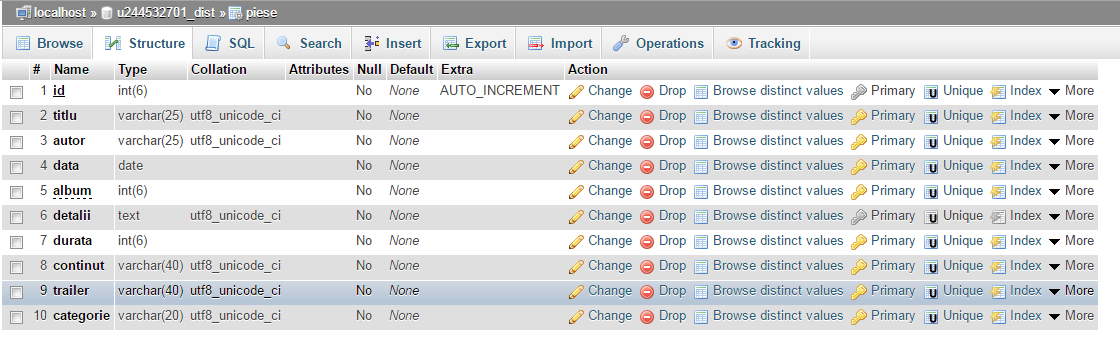 localhost » u244532701_dist » piese
Browse Structure SQL Search Insert Export Import Operations Tracking
# Name Type Collation Attributes Null Default Extra Action
1 id int(6) No None AUTO_INCREMENT Change Drop Browse distinct values Primary Unique Index More
2 titlu varchar(25) utf8_unicode_ci No None Change Drop Browse distinct values Primary Unique Index More
3 autor varchar(25) utf8_unicode_ci No None Change Drop Browse distinct values Primary Unique Index More
4 data date No None Change Drop Browse distinct values Primary Unique Index More
5 album int(6) No None Change Drop Browse distinct values Primary Unique Index More
6 detalii text utf8_unicode_ci No None Change Drop Browse distinct values Primary Unique Index More
7 durata int(6) No None Change Drop Browse distinct values Primary Unique Index More
8 continut varchar(40) utf8_unicode_ci No None Change Drop Browse distinct values Primary Unique Index More
9 trailer varchar(40) utf8_unicode_ci No None Change Drop Browse distinct values Primary Unique Index More
10 categorie varchar(20) utf8_unicode_ci No None Change Drop Browse distinct values Primary Unique Index More